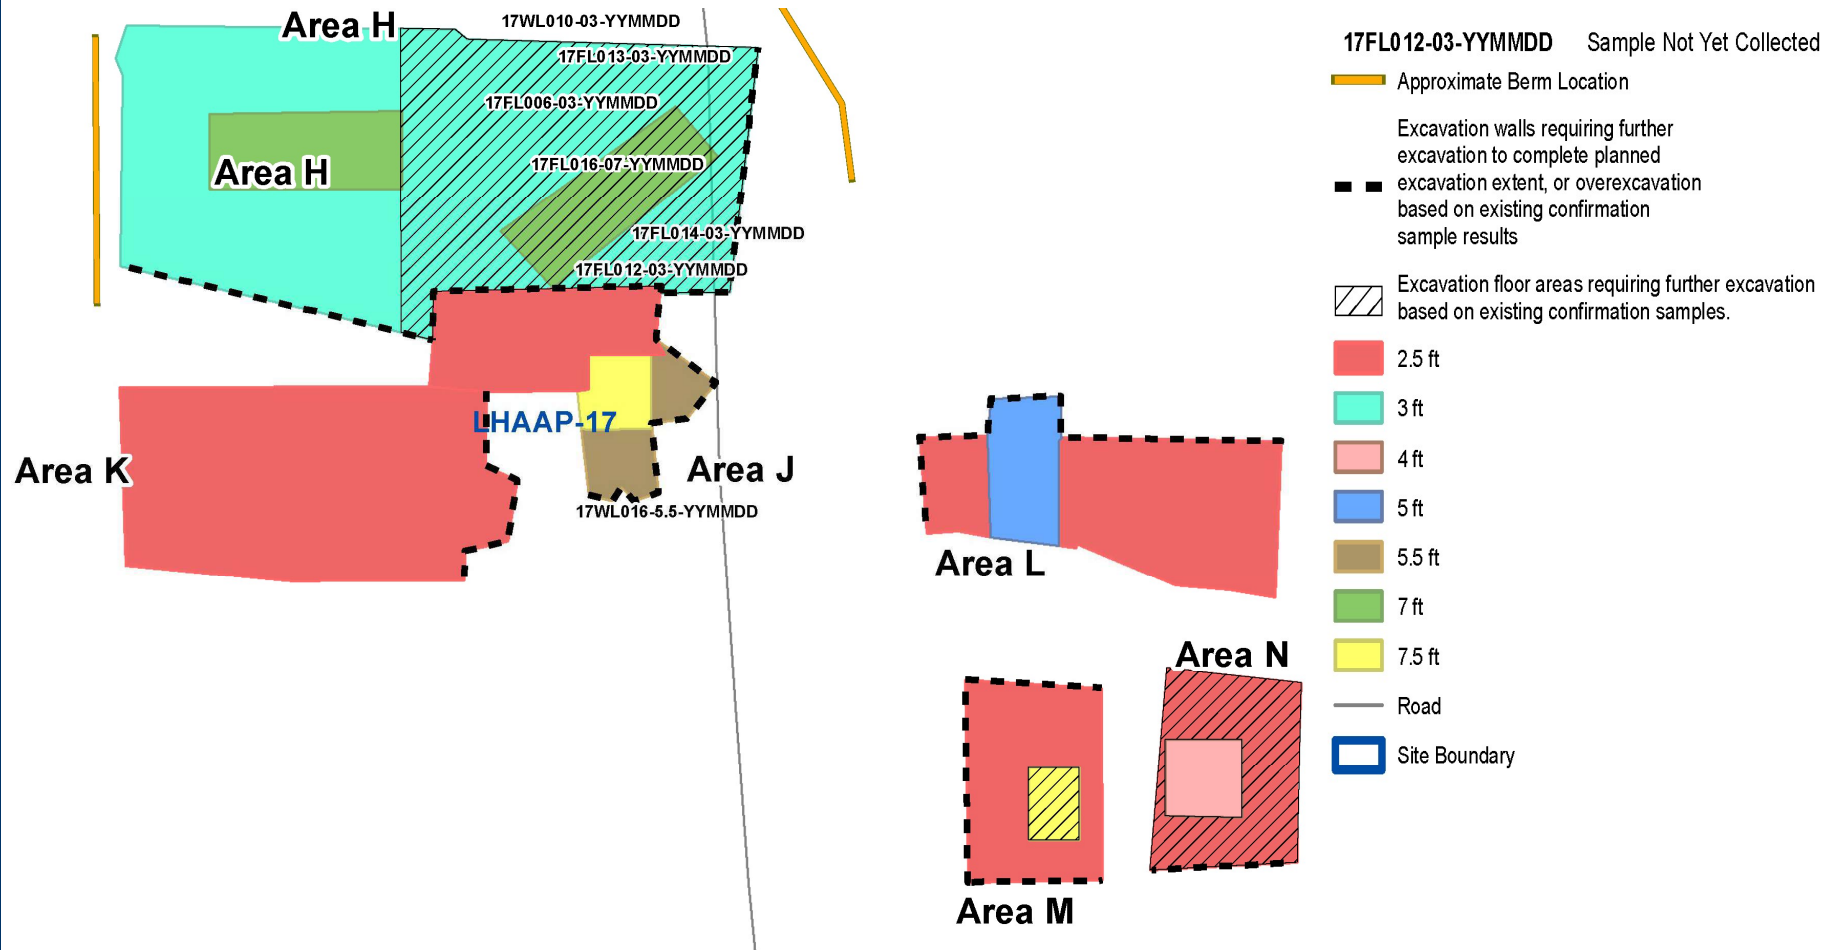 Area H
17WL010-03-YYMMDD
17FL013-03-YYMMDD
17FL006-03-YYMMDD
17FL016-07-YYMMDD
Area H
17FL014-03-YYMMDD
17FL012-03-YYMMDD
LHAAP-17
Area K
Area J
17WL016-5.5-YYMMDD
Area L
Area N
Area M
17FL012-03-YYMMDD Sample Not Yet Collected
Approximate Berm Location
Excavation walls requiring further
excavation to complete planned
excavation extent, or overexcavation
based on existing confirmation
sample results
Excavation floor areas requiring further excavation
based on existing confirmation samples.
2.5 ft
3 ft
4 ft
5 ft
5.5 ft
7 ft
7.5 ft
Road
Site Boundary